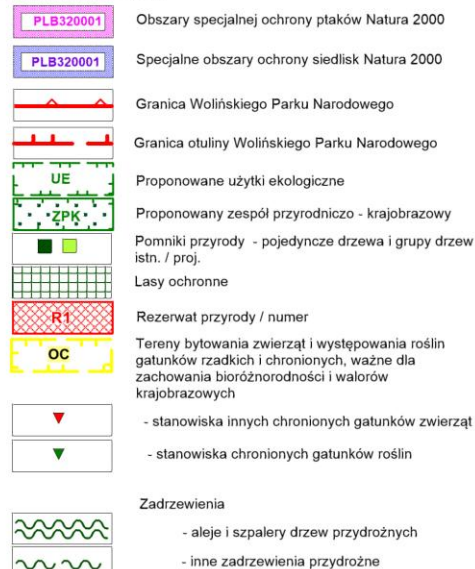 PLB320001 Obszary specjalnej ochrony ptaków Natura 2000
PLB320001 Specjalne obszary ochrony siedlisk Natura 2000
Granica Wolińskiego Parku Narodowego
Granica otuliny Wolińskiego Parku Narodowego
UE Proponowane użytki ekologiczne
ZPK Proponowany zespół przyrodniczo - krajobrazowy
Pomniki przyrody - pojedyncze drzewa i grupy drzew
istn. / proj.
Lasy ochronne
R1 Rezerwat przyrody / numer
OC Tereny bytowania zwierząt i występowania roślin
gatunków rzadkich i chronionych, ważne dla
zachowania bioróżnorodności i walorów
krajobrazowych
- stanowiska innych chronionych gatunków zwierząt
- stanowiska chronionych gatunków roślin
Zadrzewienia
- aleje i szpalery drzew przydrożnych
- inne zadrzewienia przydrożne